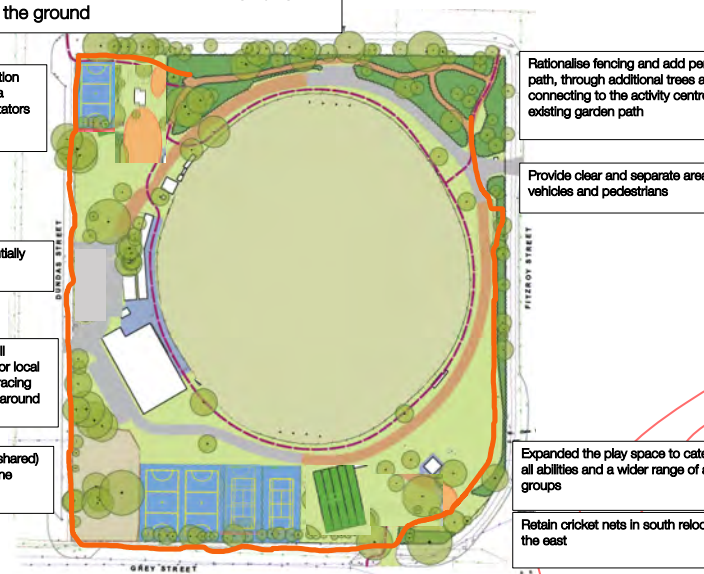 the ground
tion
a
tators
Rationalise fencing and add per
path, through additional trees a
connecting to the activity centre
existing garden path
Provide clear and separate area
vehicles and pedestrians
DUNDAS STREET
FITZROY STREET
tially
ll
or local
racing
around
shared)
ne
Expanded the play space to cate
all abilities and a wider range of a
groups
Retain cricket nets in south reloc
the east
GREY STREET